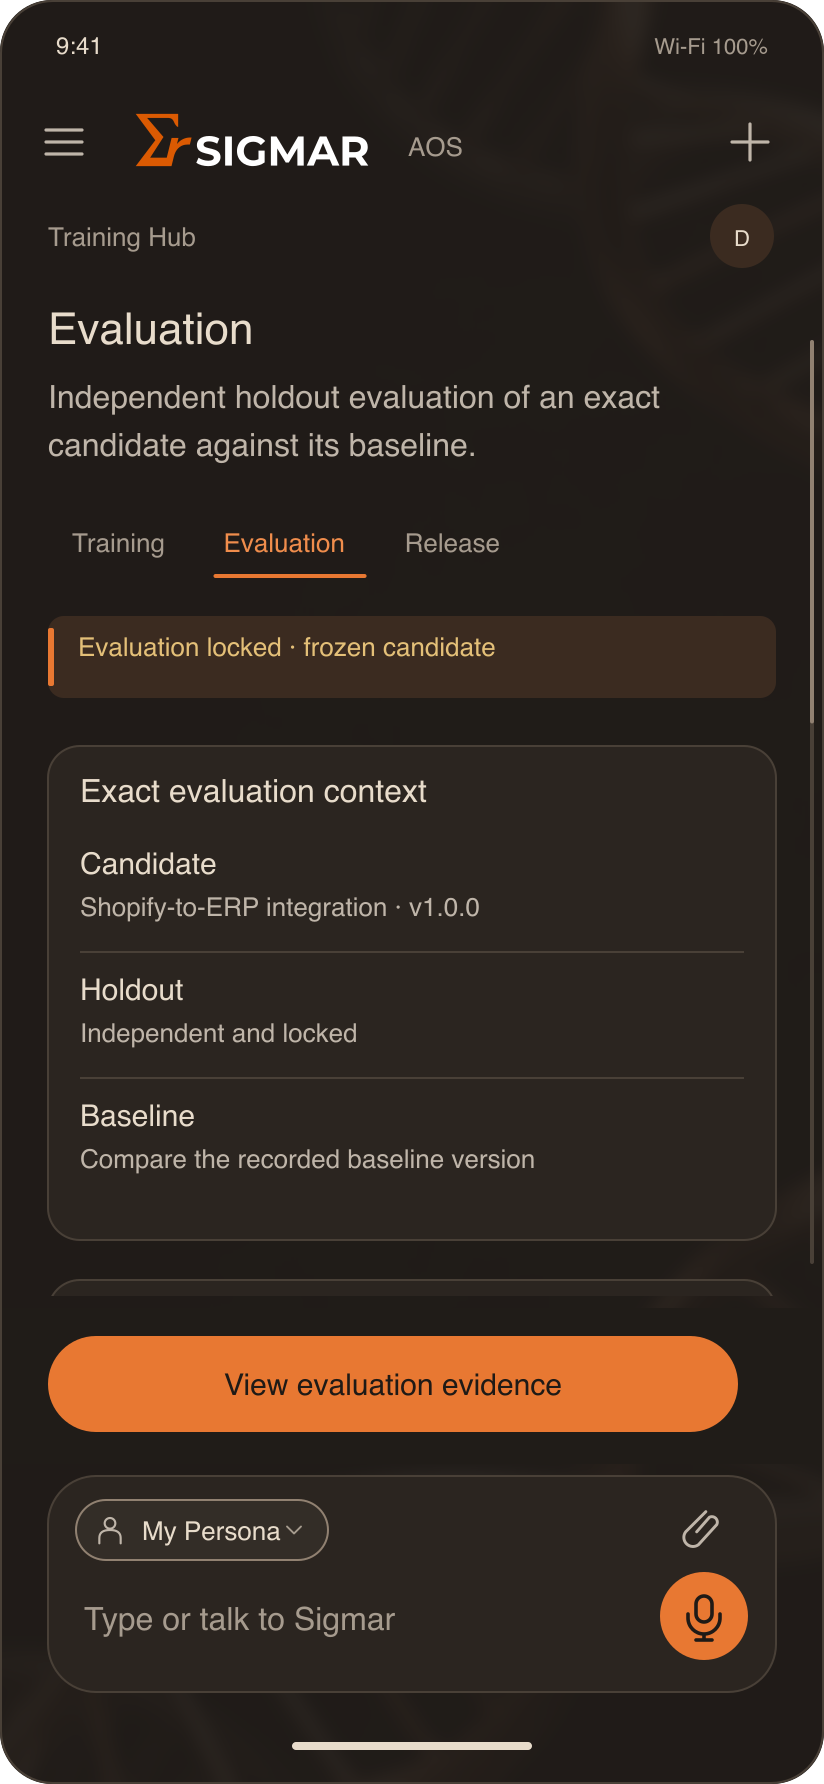 9:41
Wi-Fi 100%
Σr SIGMAR AOS
Training Hub
D
Evaluation
Independent holdout evaluation of an exact
candidate against its baseline.
Training Evaluation Release
Evaluation locked · frozen candidate
Exact evaluation context
Candidate
Shopify-to-ERP integration · v1.0.0
Holdout
Independent and locked
Baseline
Compare the recorded baseline version
View evaluation evidence
My Persona
Type or talk to Sigmar